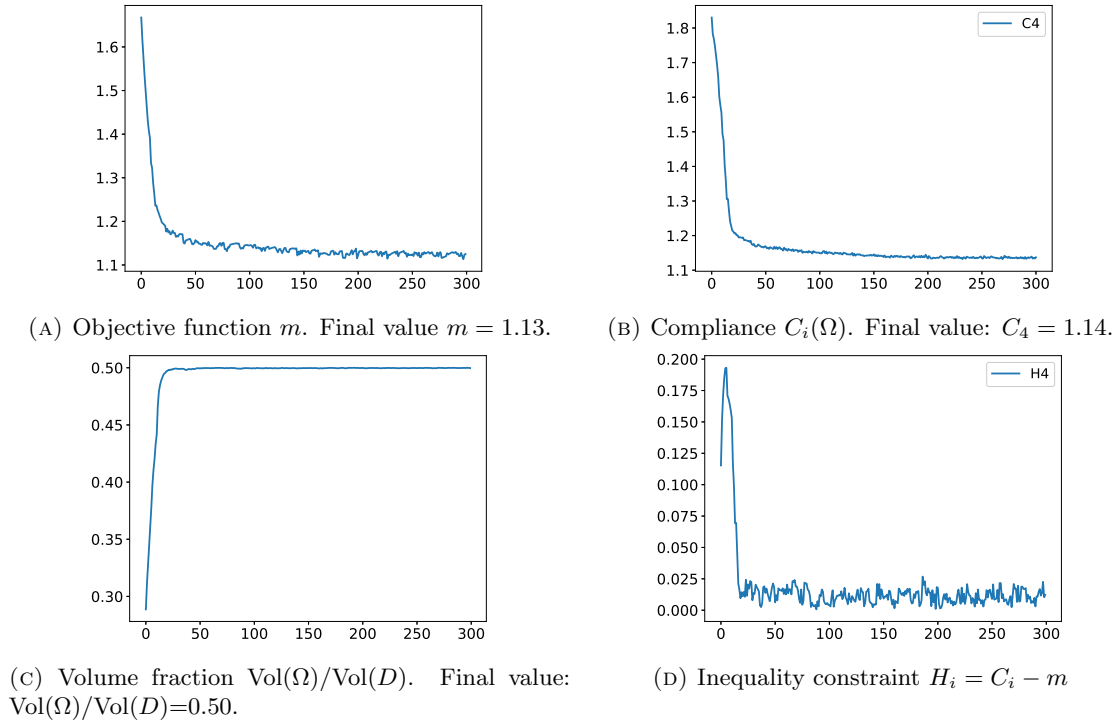 1.6
1.5
1.4
1.3
1.2
1.1
0 50 100 150 200 250 300
(A) Objective function m. Final value m = 1.13.
1.8
1.7
1.6
1.5
1.4
1.3
1.2
1.1
0 50 100 150 200 250 300
C4
(B) Compliance Cᵢ(Ω). Final value: C₄ = 1.14.
0.50
0.45
0.40
0.35
0.30
0 50 100 150 200 250 300
(C) Volume fraction Vol(Ω)/Vol(D). Final value:
Vol(Ω)/Vol(D)=0.50.
0.200
0.175
0.150
0.125
0.100
0.075
0.050
0.025
0.000
0 50 100 150 200 250 300
H4
(D) Inequality constraint Hᵢ = Cᵢ − m